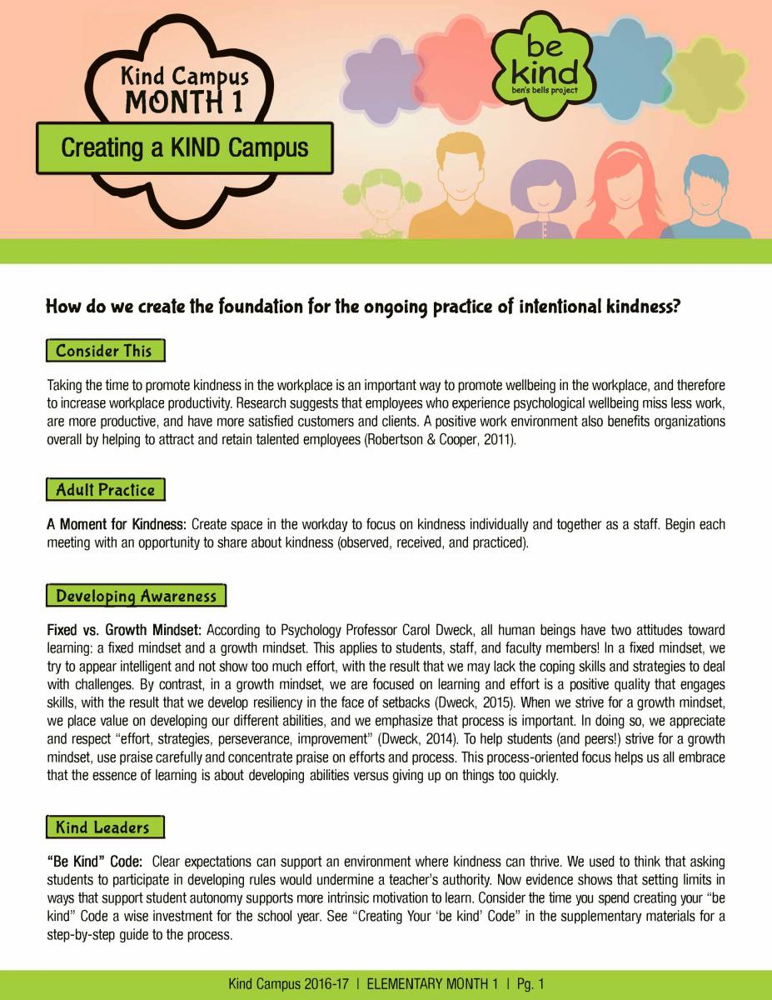 Kind Campus
MONTH 1
Creating a KIND Campus
be
kind
ben's bells project
How do we create the foundation for the ongoing practice of intentional kindness?
Consider This
Taking the time to promote kindness in the workplace is an important way to promote wellbeing in the workplace, and therefore
to increase workplace productivity. Research suggests that employees who experience psychological wellbeing miss less work,
are more productive, and have more satisfied customers and clients. A positive work environment also benefits organizations
overall by helping to attract and retain talented employees (Robertson & Cooper, 2011).
Adult Practice
A Moment for Kindness: Create space in the workday to focus on kindness individually and together as a staff. Begin each
meeting with an opportunity to share about kindness (observed, received, and practiced).
Developing Awareness
Fixed vs. Growth Mindset: According to Psychology Professor Carol Dweck, all human beings have two attitudes toward
learning: a fixed mindset and a growth mindset. This applies to students, staff, and faculty members! In a fixed mindset, we
try to appear intelligent and not show too much effort, with the result that we may lack the coping skills and strategies to deal
with challenges. By contrast, in a growth mindset, we are focused on learning and effort is a positive quality that engages
skills, with the result that we develop resiliency in the face of setbacks (Dweck, 2015). When we strive for a growth mindset,
we place value on developing our different abilities, and we emphasize that process is important. In doing so, we appreciate
and respect “effort, strategies, perseverance, improvement” (Dweck, 2014). To help students (and peers!) strive for a growth
mindset, use praise carefully and concentrate praise on efforts and process. This process-oriented focus helps us all embrace
that the essence of learning is about developing abilities versus giving up on things too quickly.
Kind Leaders
“Be Kind” Code: Clear expectations can support an environment where kindness can thrive. We used to think that asking
students to participate in developing rules would undermine a teacher’s authority. Now evidence shows that setting limits in
ways that support student autonomy supports more intrinsic motivation to learn. Consider the time you spend creating your “be
kind” Code a wise investment for the school year. See “Creating Your ‘be kind’ Code” in the supplementary materials for a
step-by-step guide to the process.
Kind Campus 2016-17 | ELEMENTARY MONTH 1 | Pg. 1